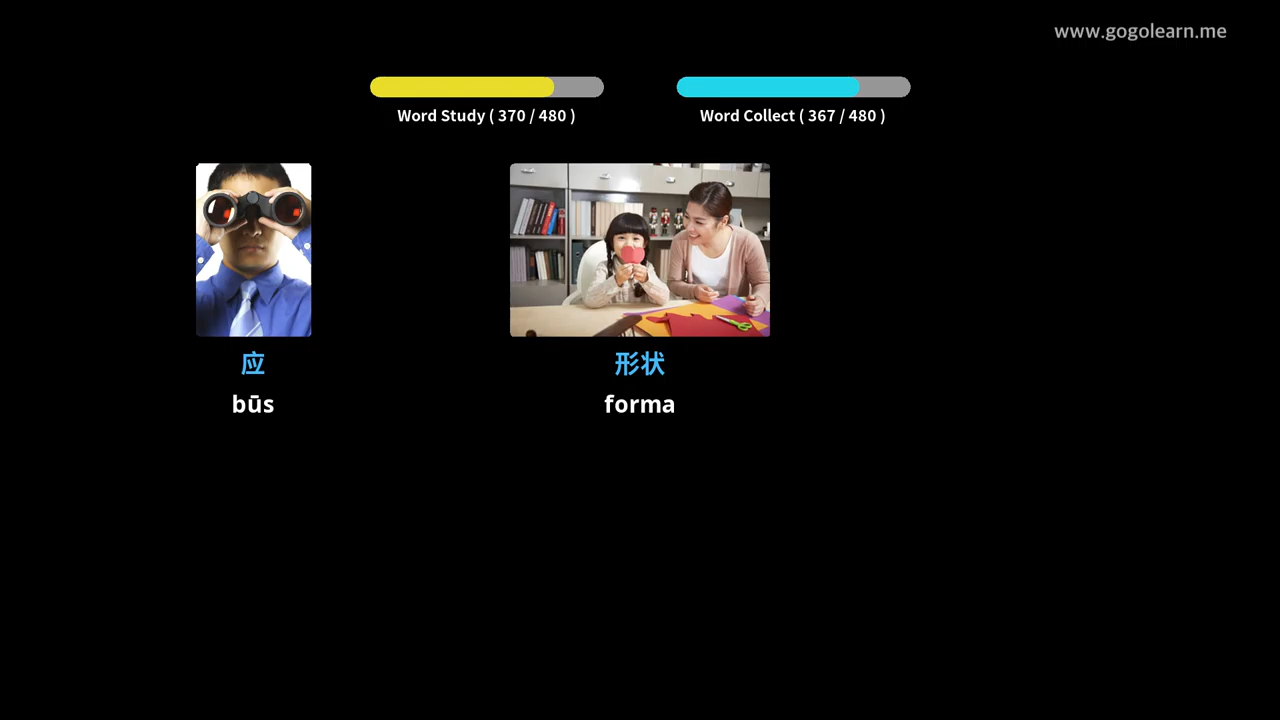 www.gogolearn.me
Word Study ( 370 / 480 )
Word Collect ( 367 / 480 )
应
形状
būs
forma